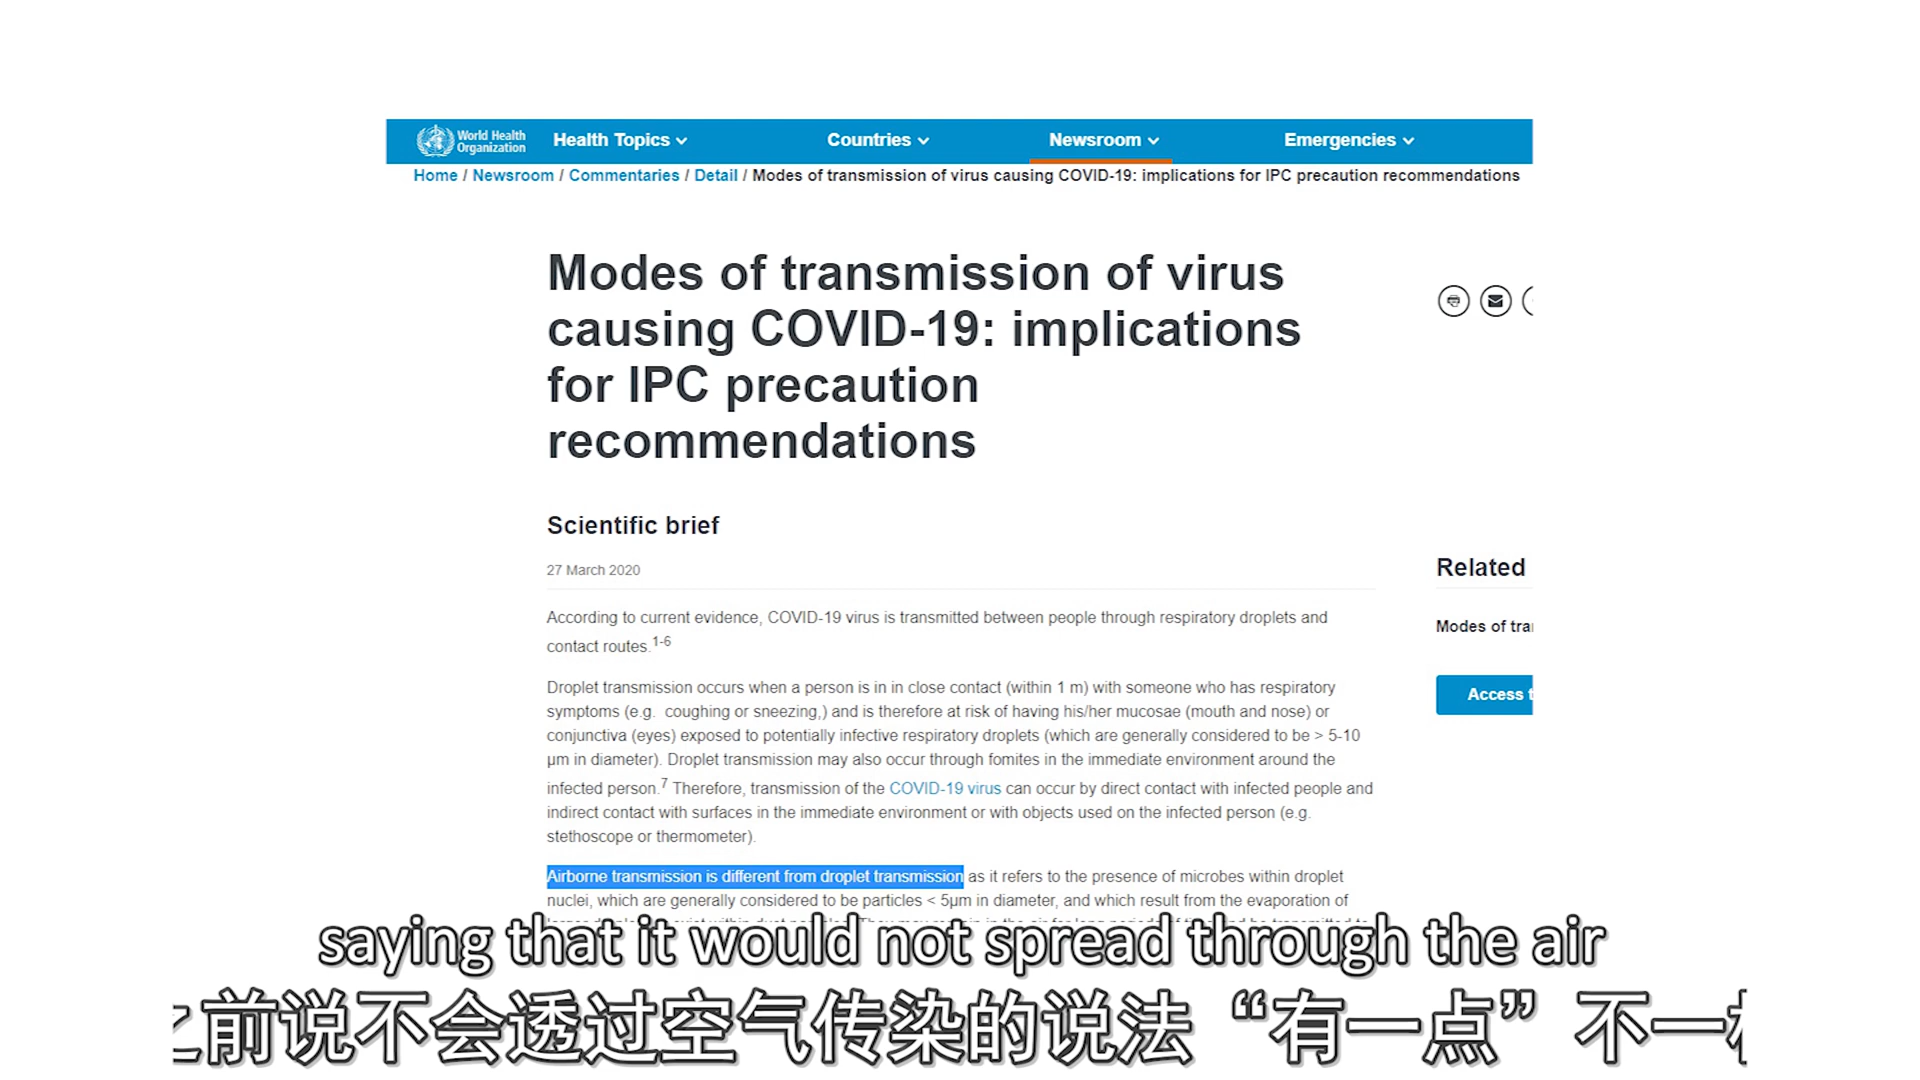 World Health
Organization
Health Topics
Countries
Newsroom
Emergencies
Home / Newsroom / Commentaries / Detail / Modes of transmission of virus causing COVID-19: implications for IPC precaution recommendations
Modes of transmission of virus
causing COVID-19: implications
for IPC precaution
recommendations
Scientific brief
27 March 2020
According to current evidence, COVID-19 virus is transmitted between people through respiratory droplets and
contact routes.1-6
Droplet transmission occurs when a person is in in close contact (within 1 m) with someone who has respiratory
symptoms (e.g. coughing or sneezing,) and is therefore at risk of having his/her mucosae (mouth and nose) or
conjunctiva (eyes) exposed to potentially infective respiratory droplets (which are generally considered to be > 5-10
μm in diameter). Droplet transmission may also occur through fomites in the immediate environment around the
infected person.7 Therefore, transmission of the COVID-19 virus can occur by direct contact with infected people and
indirect contact with surfaces in the immediate environment or with objects used on the infected person (e.g.
stethoscope or thermometer).
Airborne transmission is different from droplet transmission as it refers to the presence of microbes within droplet
nuclei, which are generally considered to be particles < 5μm in diameter, and which result from the evaporation of
Related
Modes of
Access
saying that it would not spread through the air
前说不会透过空气传染的说法“有一点”不一